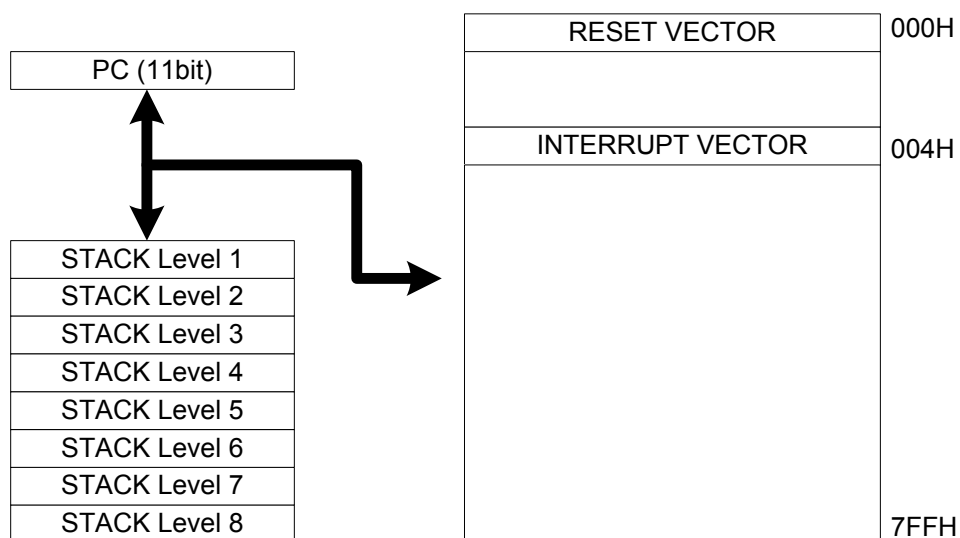 PC (11bit)
STACK Level 1
STACK Level 2
STACK Level 3
STACK Level 4
STACK Level 5
STACK Level 6
STACK Level 7
STACK Level 8
RESET VECTOR 000H
INTERRUPT VECTOR 004H
7FFH